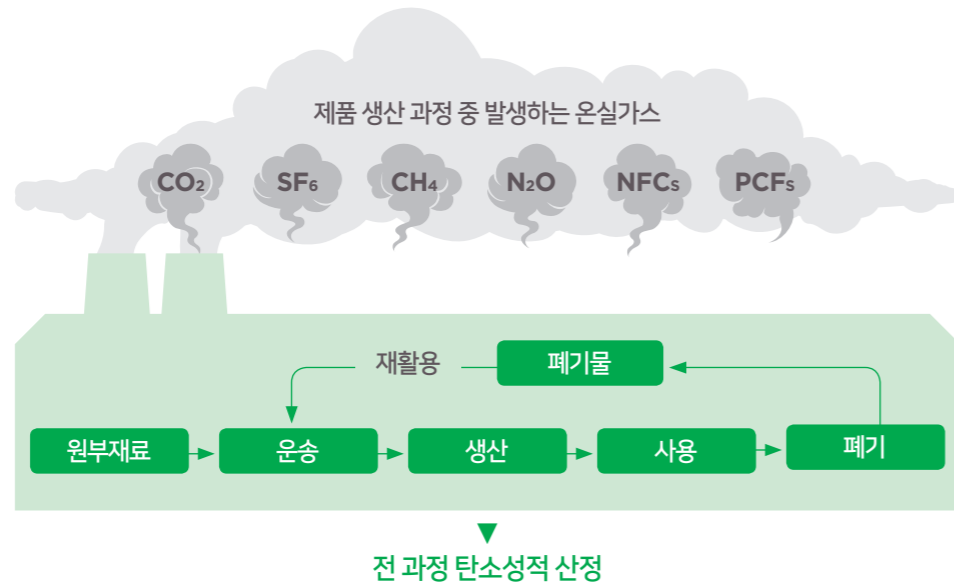 제품 생산 과정 중 발생하는 온실가스
CO₂ SF₆ CH₄ N₂O NFCs PCFs
재활용 폐기물
원부재료 운송 생산 사용 폐기
전 과정 탄소성적 산정